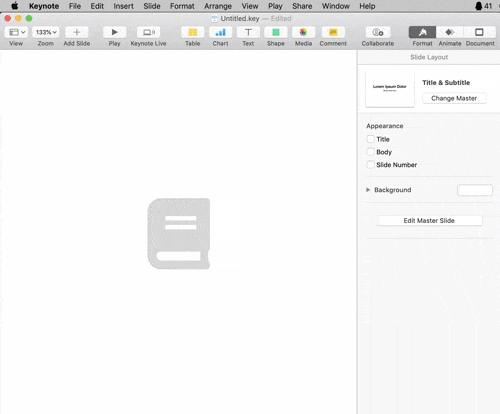 Keynote File Edit Insert Slide Format Arrange View Play Share Window Help 41
Untitled.key — Edited
133%
View Zoom Add Slide Play Keynote Live Table Chart Text Shape Media Comment Collaborate Format Animate Document
Slide Layout
Lorem Ipsum Dolor
Title & Subtitle
Change Master
Appearance
Title
Body
Slide Number
Background
Edit Master Slide